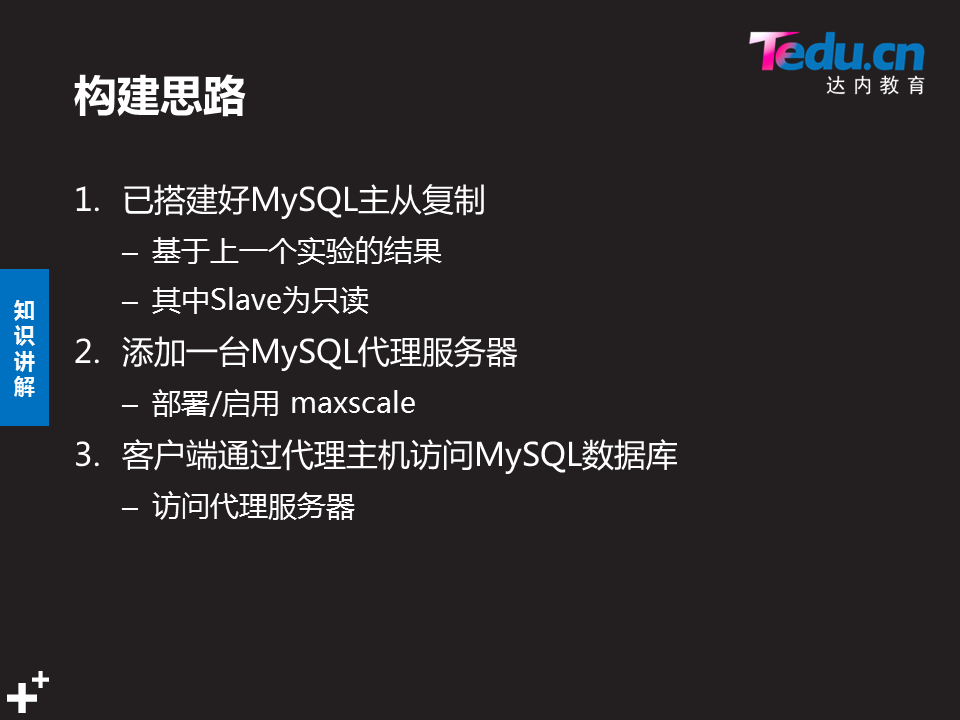 Tedu.cn
达内教育
构建思路
1. 已搭建好MySQL主从复制
– 基于上一个实验的结果
– 其中Slave为只读
2. 添加一台MySQL代理服务器
– 部署/启用 maxscale
3. 客户端通过代理主机访问MySQL数据库
– 访问代理服务器
知识讲解